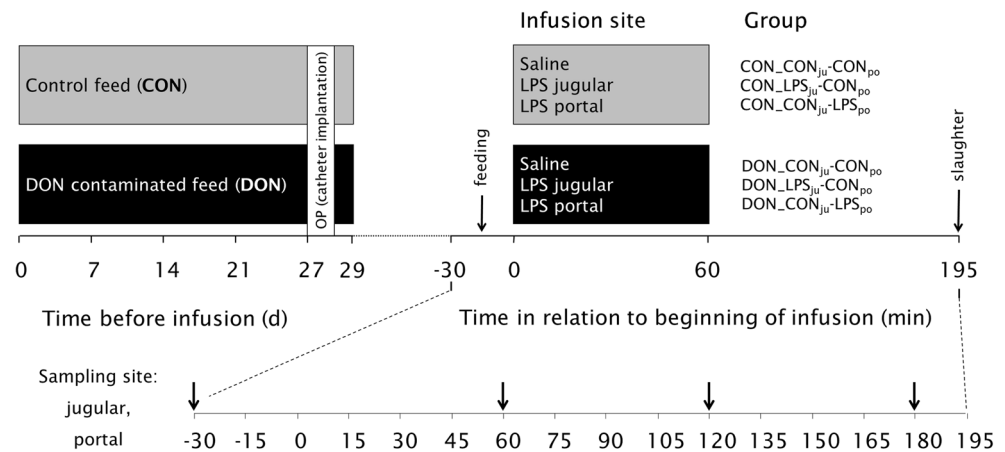 Infusion site
Group
Control feed (CON)
OP (catheter implantation)
Saline
LPS jugular
LPS portal
CON_CONju-CONpo
CON_LPSju-CONpo
CON_CONju-LPSpo
DON contaminated feed (DON)
feeding
Saline
LPS jugular
LPS portal
DON_CONju-CONpo
DON_LPSju-CONpo
DON_CONju-LPSpo
slaughter
0 7 14 21 27 29 -30 0 60 195
Time before infusion (d)
Time in relation to beginning of infusion (min)
Sampling site:
jugular,
portal
-30 -15 0 15 30 45 60 75 90 105 120 135 150 165 180 195